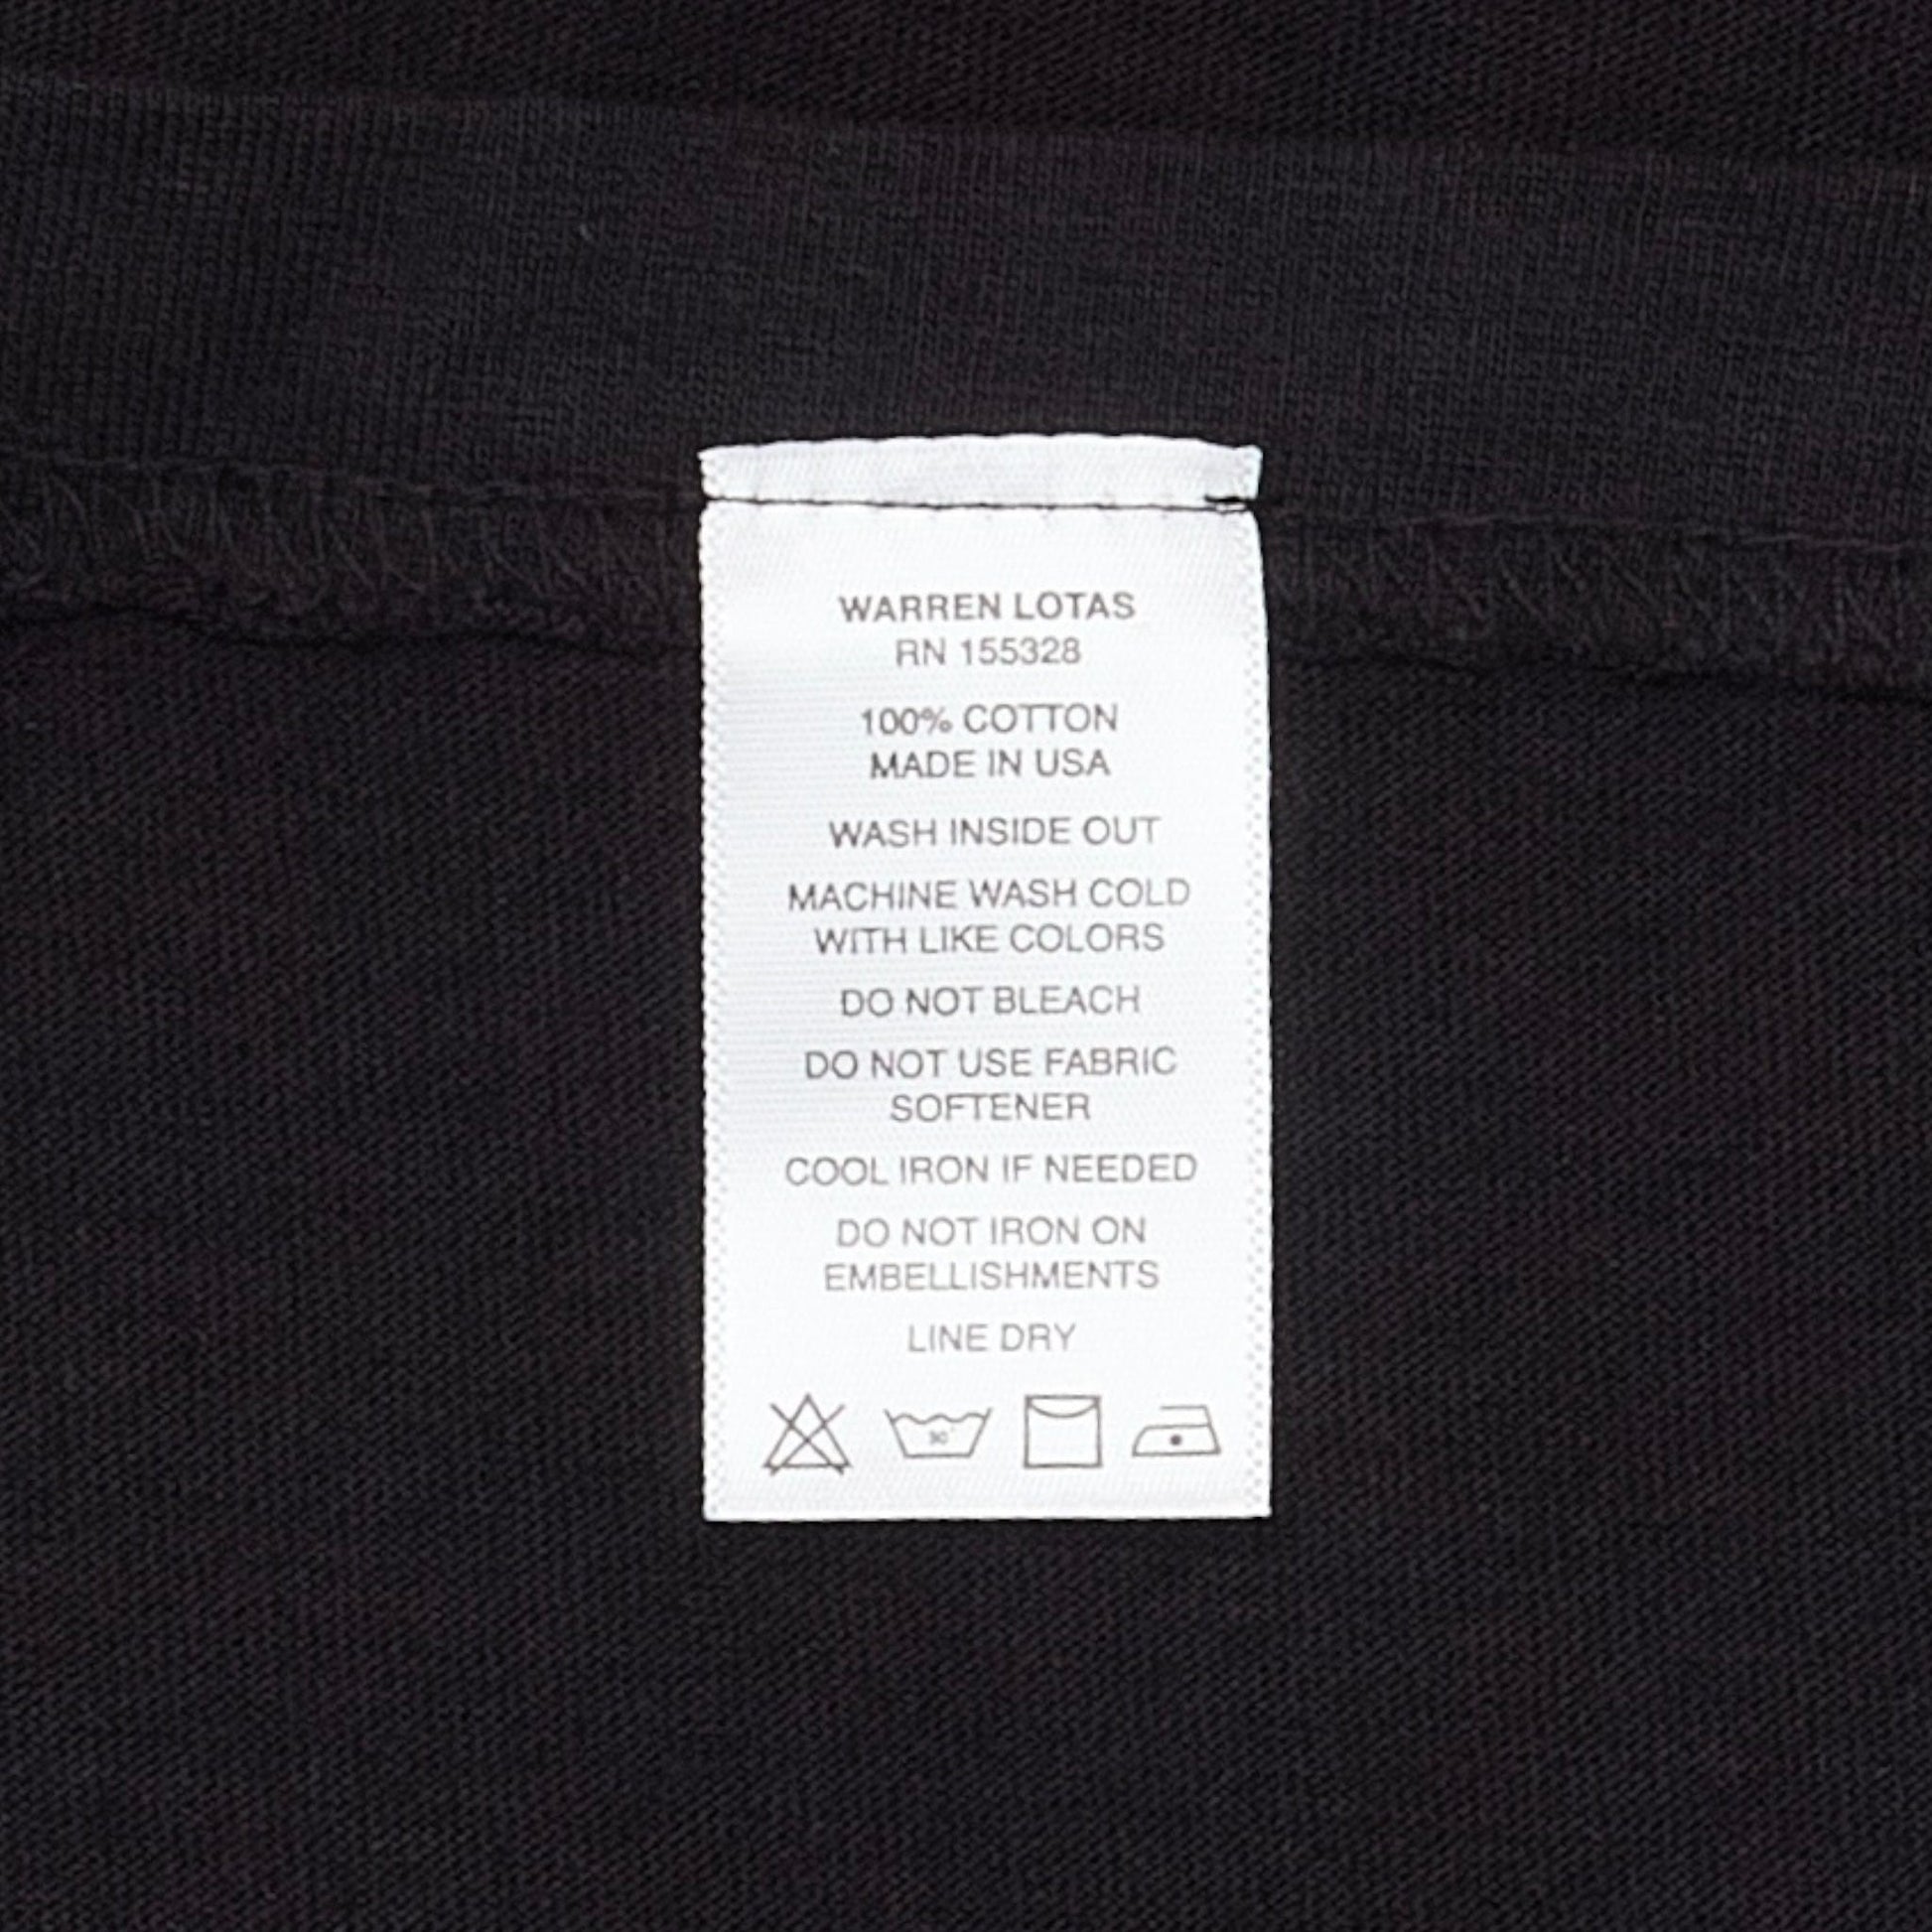 WARREN LOTAS
RN 155328
100% COTTON
MADE IN USA
WASH INSIDE OUT
MACHINE WASH COLD
WITH LIKE COLORS
DO NOT BLEACH
DO NOT USE FABRIC
SOFTENER
COOL IRON IF NEEDED
DO NOT IRON ON
EMBELLISHMENTS
LINE DRY
30°